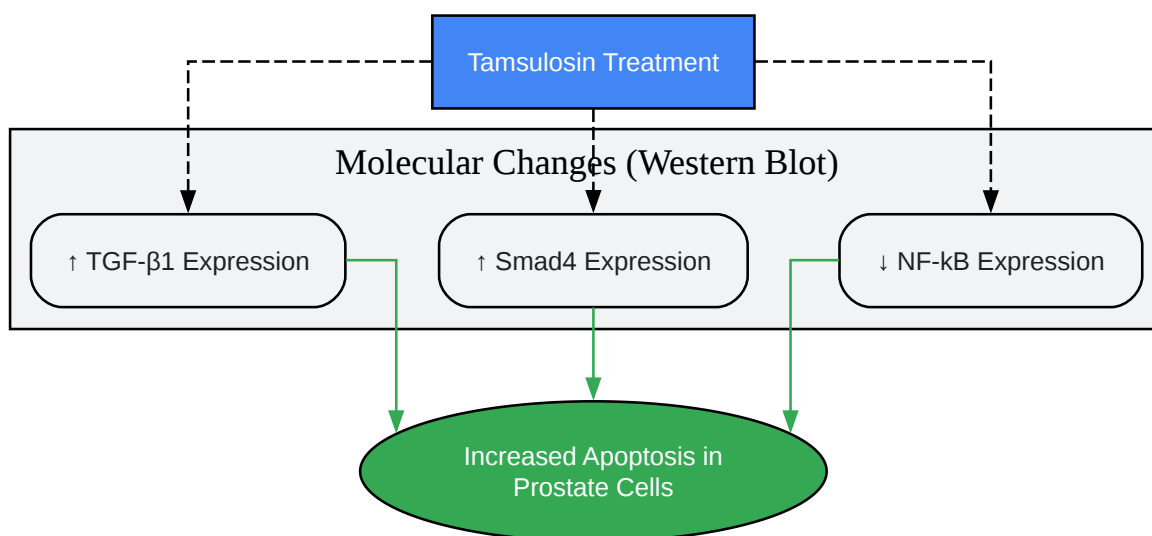 Tamsulosin Treatment
Molecular Changes (Western Blot)
↑ TGF-β1 Expression
↑ Smad4 Expression
↓ NF-kB Expression
Increased Apoptosis in
Prostate Cells